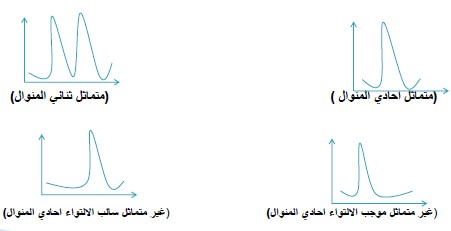 (متماثل احادي المنوال )
(متماثل ثنائي المنوال)
(غير متماثل موجب الالتواء احادي المنوال)
(غير متماثل سالب الالتواء احادي المنوال)